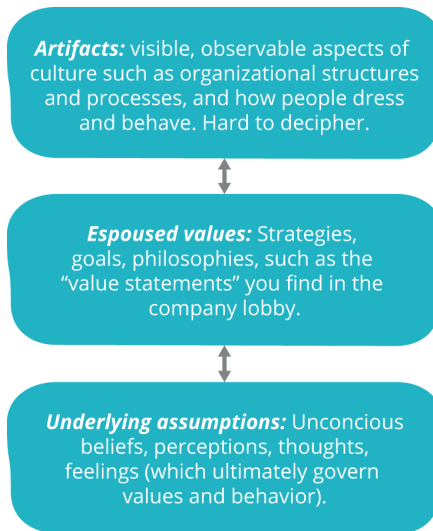 Artifacts: visible, observable aspects of
culture such as organizational structures
and processes, and how people dress
and behave. Hard to decipher.
Espoused values: Strategies,
goals, philosophies, such as the
“value statements” you find in the
company lobby.
Underlying assumptions: Unconcious
beliefs, perceptions, thoughts,
feelings (which ultimately govern
values and behavior).